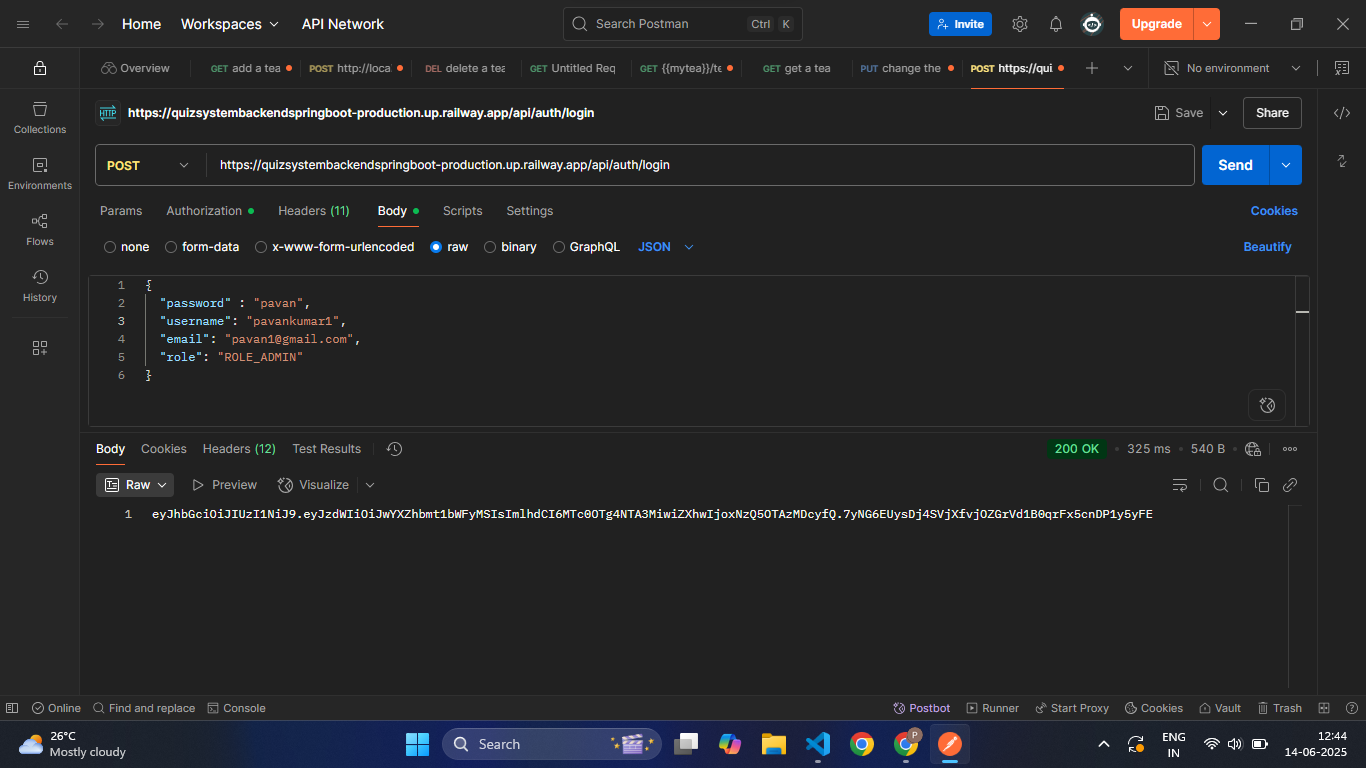 Home
Workspaces
API Network
Search Postman
Ctrl K
Invite
Upgrade
Overview
GET add a tea
POST http://loca
DEL delete a tea
GET Untitled Req
GET {{mytea}}/te
GET get a tea
PUT change the
POST https://qui
No environment
HTTP https://quizsystembackendspringboot-production.up.railway.app/api/auth/login
Save
Share
Collections
Environments
Flows
History
POST
https://quizsystembackendspringboot-production.up.railway.app/api/auth/login
Send
Params
Authorization
Headers (11)
Body
Scripts
Settings
Cookies
none
form-data
x-www-form-urlencoded
raw
binary
GraphQL
JSON
Beautify
1 {
2 "password" : "pavan",
3 "username": "pavankumar1",
4 "email": "pavan1@gmail.com",
5 "role": "ROLE_ADMIN"
6 }
Body
Cookies
Headers (12)
Test Results
200 OK • 325 ms • 540 B
Raw
Preview
Visualize
1 eyJhbGciOiJIUzI1NiJ9.eyJzdWIiOiJwYXZhbmt1bWFyMSIsImlhdCI6MTc0OTg4NTA3MiwiZXhwIjoxNzQ5OTAzMDcyfQ.7yNG6EUysDj4SVjXfvjOZGrVd1B0qrFx5cnDP1y5yFE
Online
Find and replace
Console
Postbot
Runner
Start Proxy
Cookies
Vault
Trash
26°C
Mostly cloudy
Search
P
ENG
IN
12:44
14-06-2025